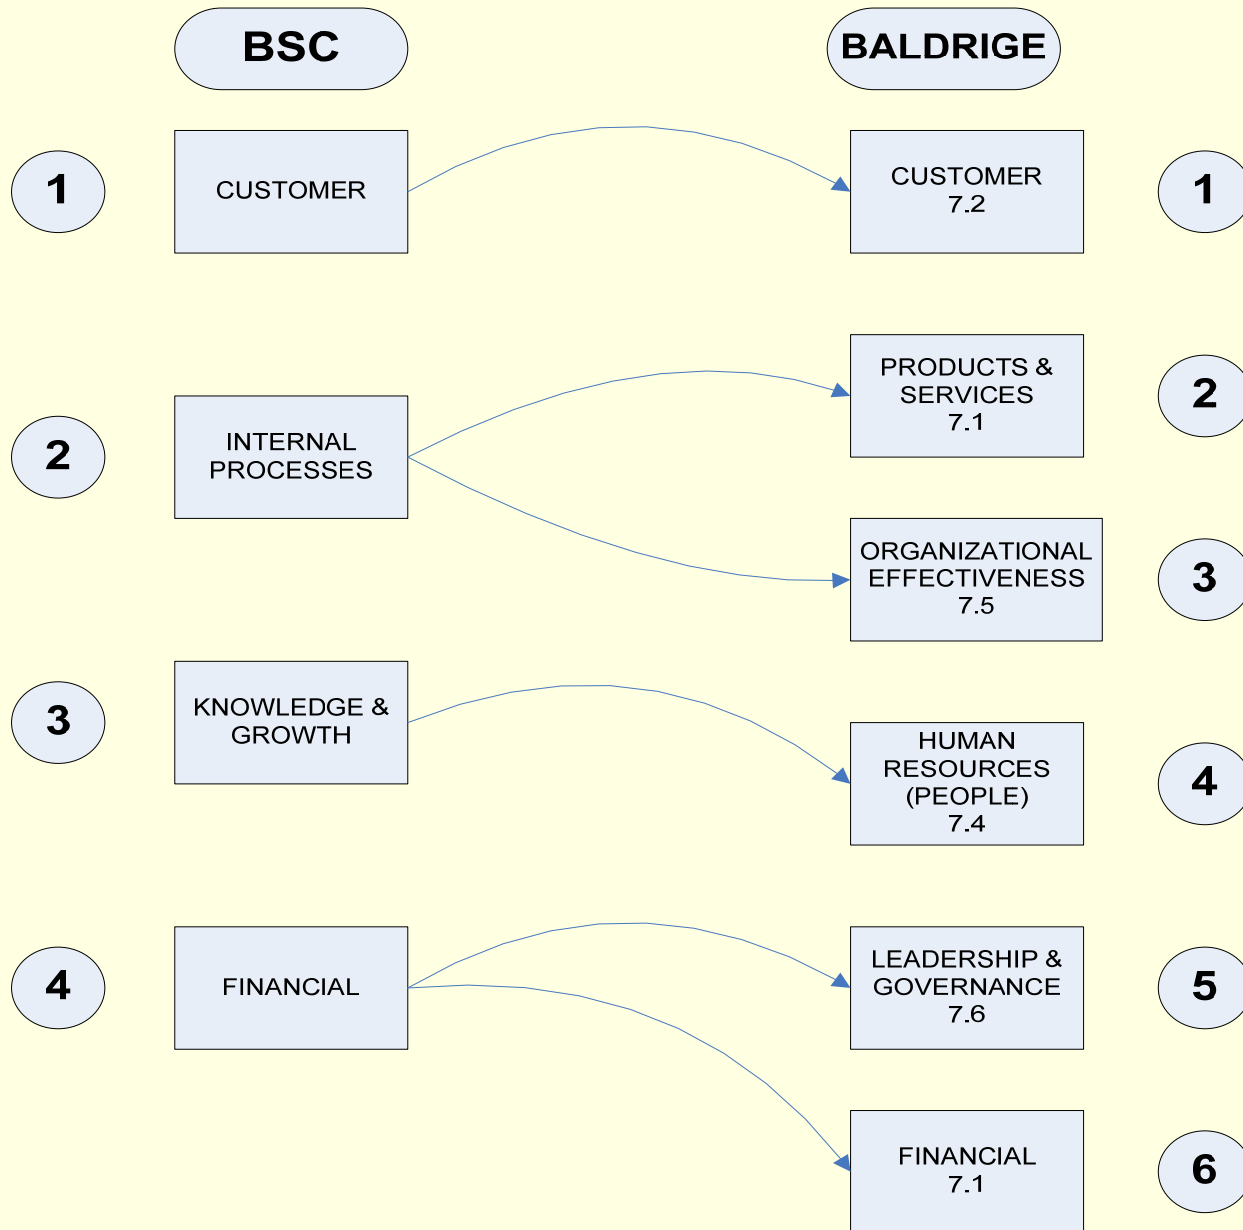 BSC
BALDRIGE
1
CUSTOMER
CUSTOMER
7.2
1
PRODUCTS &
SERVICES
7.1
2
2
INTERNAL
PROCESSES
ORGANIZATIONAL
EFFECTIVENESS
7.5
3
3
KNOWLEDGE &
GROWTH
HUMAN
RESOURCES
(PEOPLE)
7.4
4
4
FINANCIAL
LEADERSHIP &
GOVERNANCE
7.6
5
FINANCIAL
7.1
6